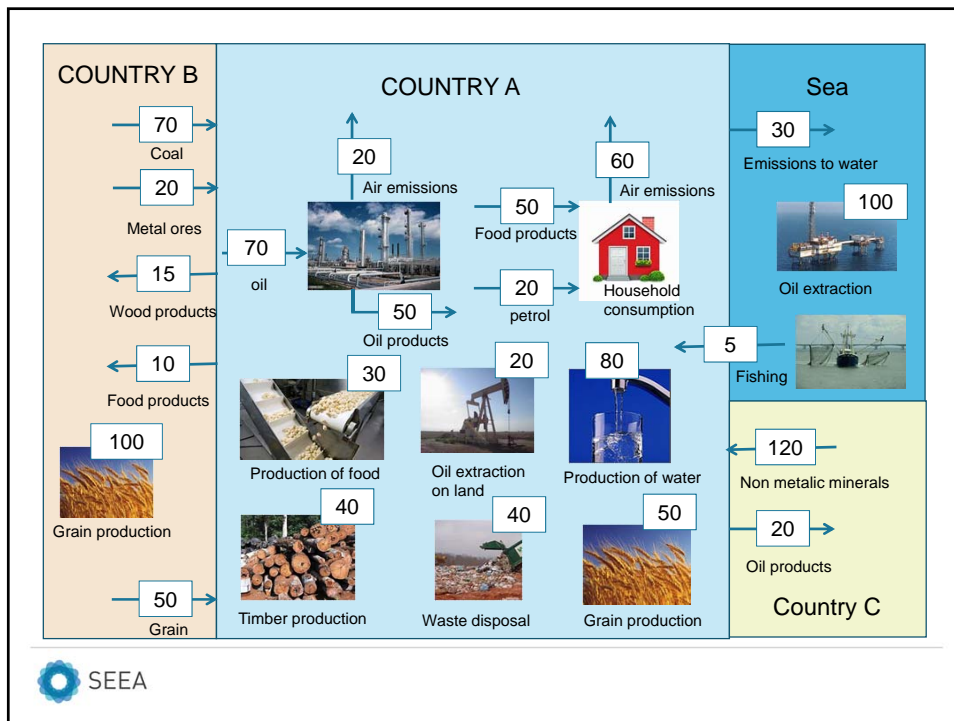 COUNTRY B
70
Coal
20
Metal ores
15
Wood products
10
Food products
100
Grain production
50
Grain
COUNTRY A
20
Air emissions
60
Air emissions
50
Food products
70
oil
20
petrol
Household
consumption
50
Oil products
30
Production of food
20
Oil extraction
on land
80
Production of water
40
Timber production
40
Waste disposal
50
Grain production
Sea
30
Emissions to water
100
Oil extraction
5
Fishing
120
Non metalic minerals
20
Oil products
Country C
SEEA